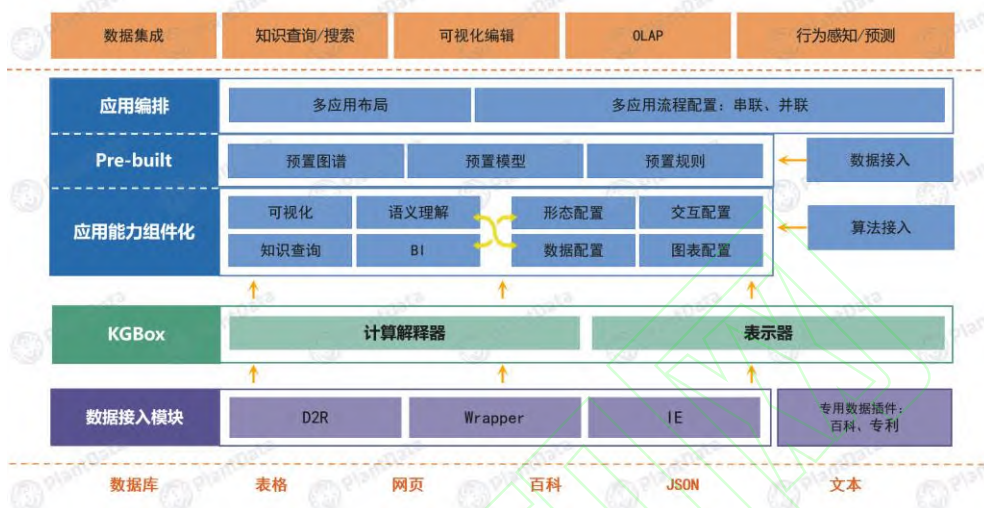 数据集成
知识查询/搜索
可视化编辑
OLAP
行为感知/预测
应用编排
多应用布局
多应用流程配置：串联、并联
Pre-built
预置图谱
预置模型
预置规则
数据接入
应用能力组件化
可视化
语义理解
形态配置
交互配置
算法接入
知识查询
BI
数据配置
图表配置
KGBox
计算解释器
表示器
数据接入模块
D2R
Wrapper
IE
专用数据插件：
百科、专利
数据库
表格
网页
百科
JSON
文本
PlantData